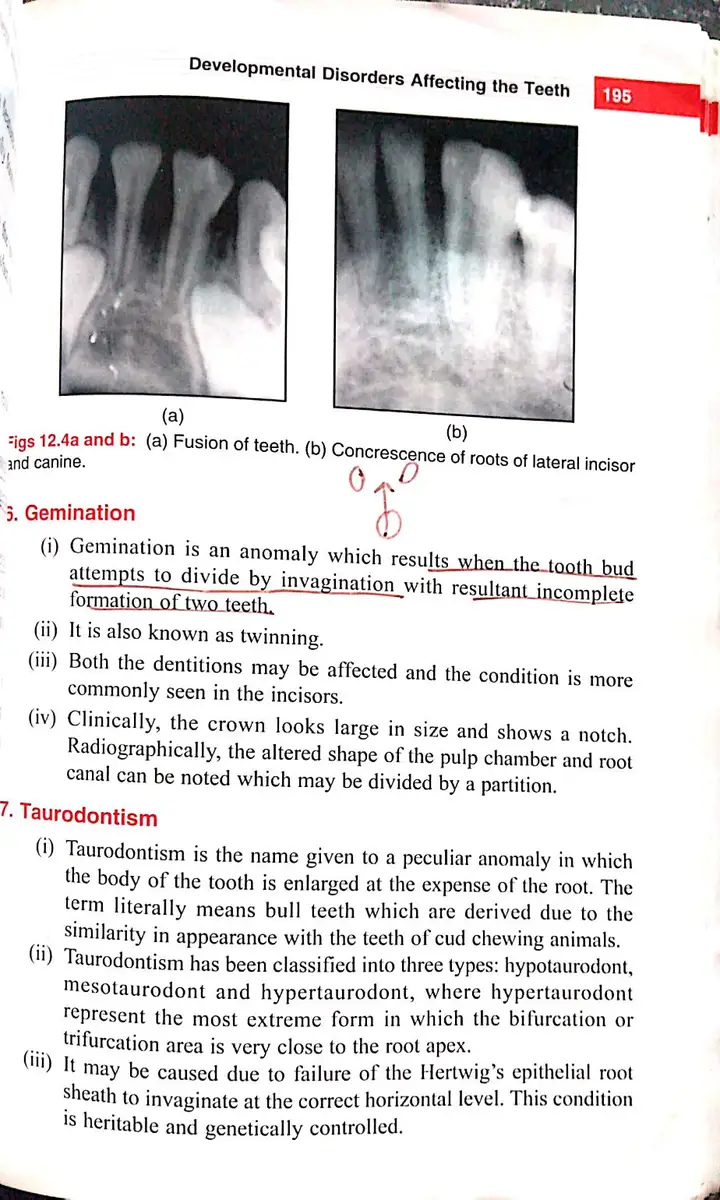 Developmental Disorders Affecting the Teeth
195
(a)
(b)
Figs 12.4a and b: (a) Fusion of teeth. (b) Concrescence of roots of lateral incisor
and canine.
6. Gemination
(i) Gemination is an anomaly which results when the tooth bud
attempts to divide by invagination with resultant incomplete
formation of two teeth.
(ii) It is also known as twinning.
(iii) Both the dentitions may be affected and the condition is more
commonly seen in the incisors.
(iv) Clinically, the crown looks large in size and shows a notch.
Radiographically, the altered shape of the pulp chamber and root
canal can be noted which may be divided by a partition.
7. Taurodontism
(i) Taurodontism is the name given to a peculiar anomaly in which
the body of the tooth is enlarged at the expense of the root. The
term literally means bull teeth which are derived due to the
similarity in appearance with the teeth of cud chewing animals.
(ii) Taurodontism has been classified into three types: hypotaurodont,
mesotaurodont and hypertaurodont, where hypertaurodont
represent the most extreme form in which the bifurcation or
trifurcation area is very close to the root apex.
(iii) It may be caused due to failure of the Hertwig's epithelial root
sheath to invaginate at the correct horizontal level. This condition
is heritable and genetically controlled.